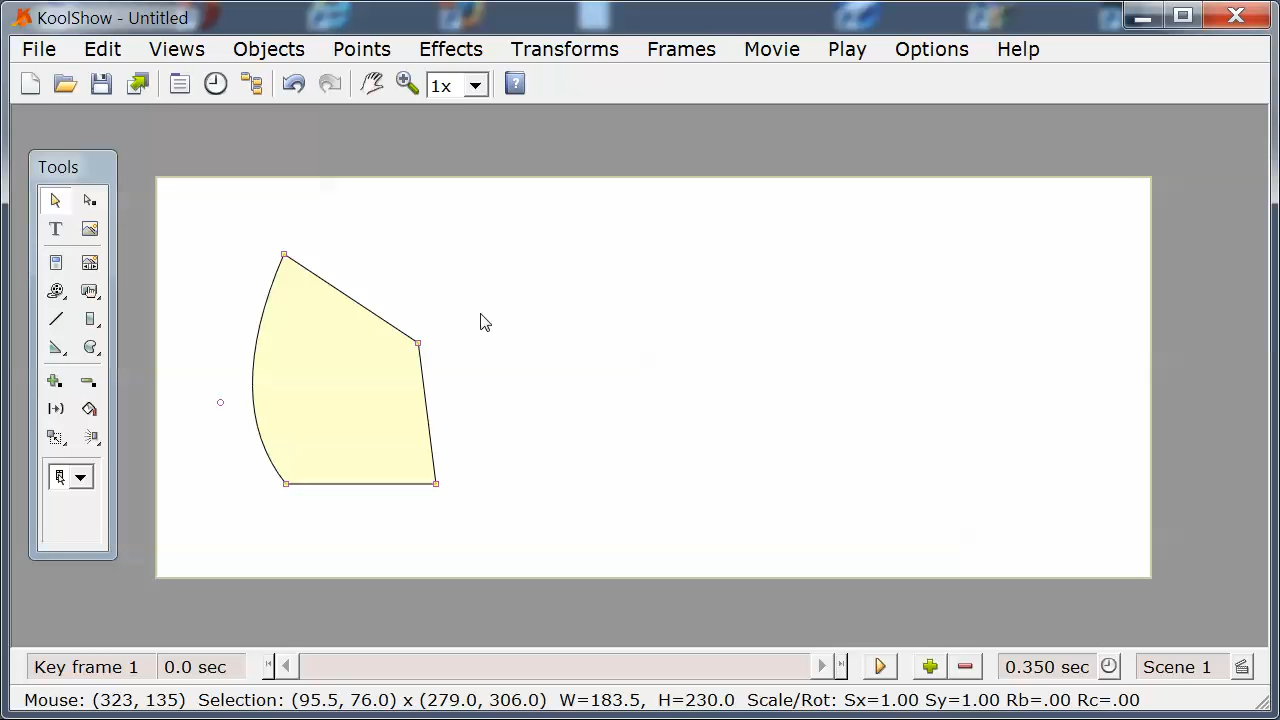 KoolShow - Untitled
File Edit Views Objects Points Effects Transforms Frames Movie Play Options Help
1x ?
Tools
T
Key frame 1 0.0 sec 0.350 sec Scene 1
Mouse: (323, 135) Selection: (95.5, 76.0) x (279.0, 306.0) W=183.5, H=230.0 Scale/Rot: Sx=1.00 Sy=1.00 Rb=.00 Rc=.00